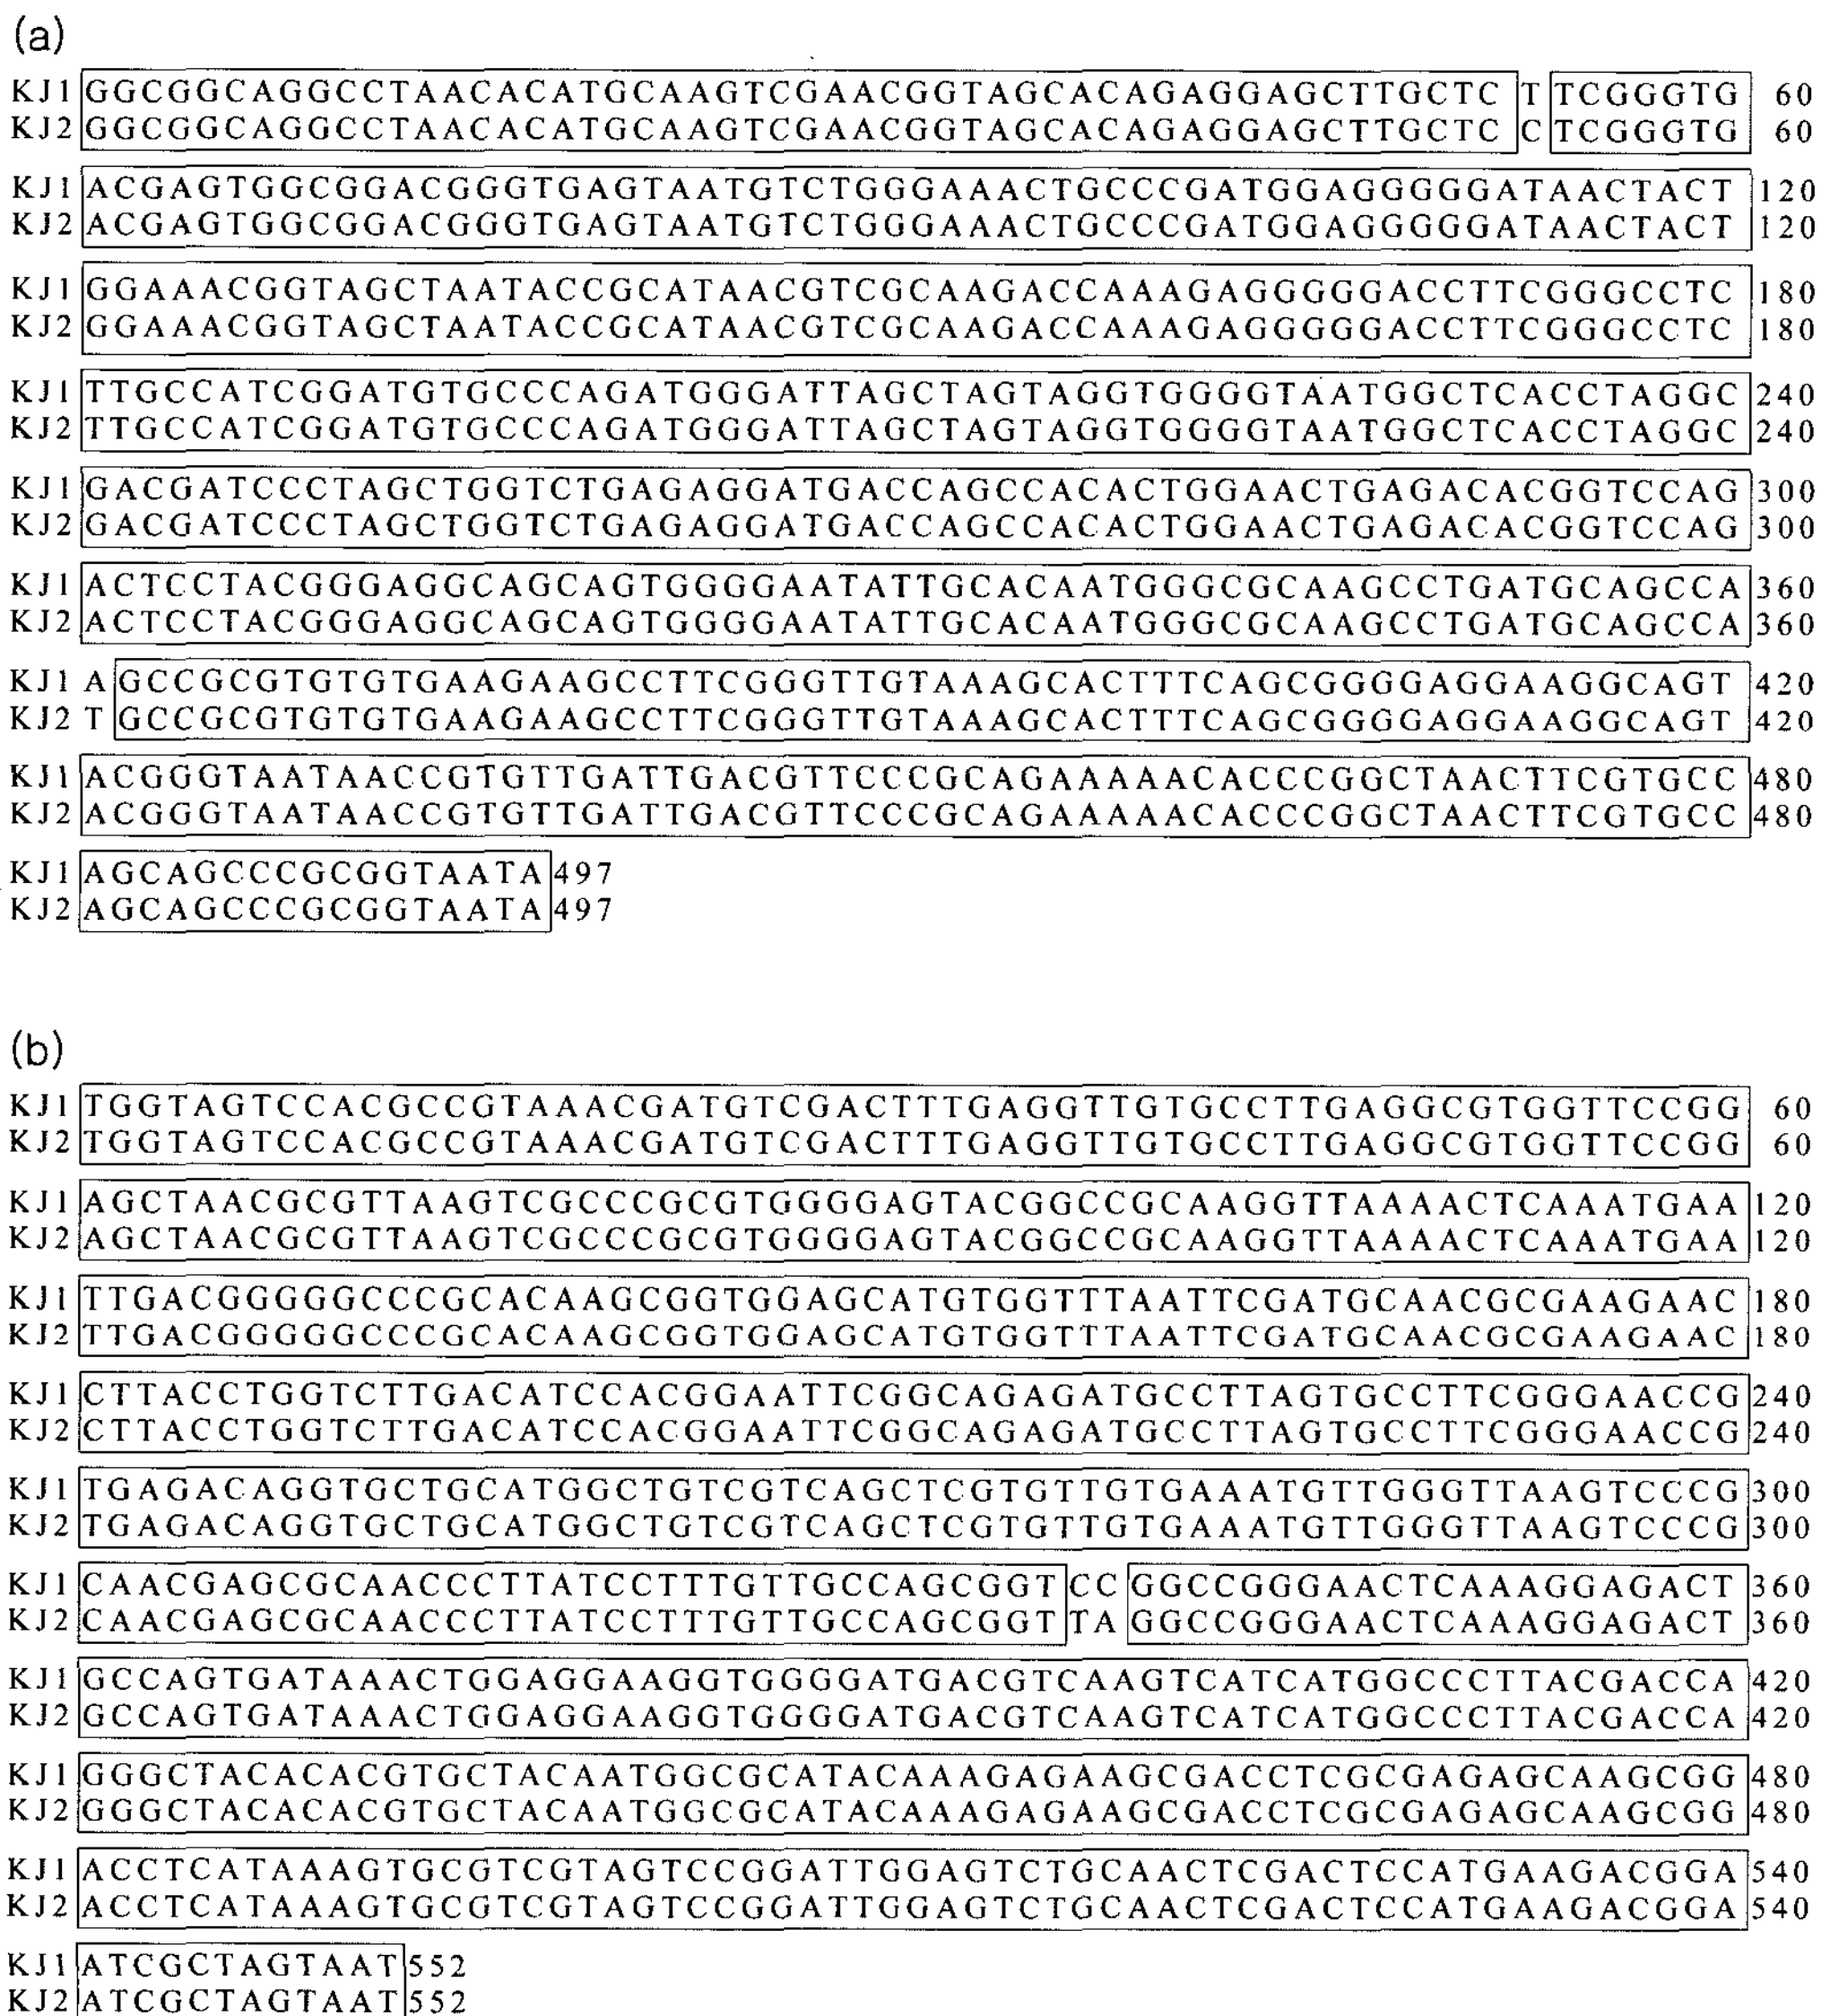 (a)
KJ1 GGCGGCAGGCCTAACACATGCAAGTCGAACGGTAGCACAGAGGAGCTTGCTC T TCGGGTG 60
KJ2 GGCGGCAGGCCTAACACATGCAAGTCGAACGGTAGCACAGAGGAGCTTGCTC C TCGGGTG 60
KJ1 ACGAGTGGCGGACGGGTGAGTAATGTCTGGGAAACTGCCCGATGGAGGGGGATAACTACT 120
KJ2 ACGAGTGGCGGACGGGTGAGTAATGTCTGGGAAACTGCCCGATGGAGGGGGATAACTACT 120
KJ1 GGAAACGGTAGCTAATACCGCATAACGTCGCAAGACCAAAGAGGGGGACCTTCGGGCCTC 180
KJ2 GGAAACGGTAGCTAATACCGCATAACGTCGCAAGACCAAAGAGGGGGACCTTCGGGCCTC 180
KJ1 TTGCCATCGGATGTGCCCAGATGGGATTAGCTAGTAGGTGGGGTAATGGCTCACCTAGGC 240
KJ2 TTGCCATCGGATGTGCCCAGATGGGATTAGCTAGTAGGTGGGGTAATGGCTCACCTAGGC 240
KJ1 GACGATCCCTAGCTGGTCTGAGAGGATGACCAGCCACACTGGAACTGAGACACGGTCCAG 300
KJ2 GACGATCCCTAGCTGGTCTGAGAGGATGACCAGCCACACTGGAACTGAGACACGGTCCAG 300
KJ1 ACTCCTACGGGAGGCAGCAGTGGGGAATATTGCACAATGGGCGCAAGCCTGATGCAGCCA 360
KJ2 ACTCCTACGGGAGGCAGCAGTGGGGAATATTGCACAATGGGCGCAAGCCTGATGCAGCCA 360
KJ1 A GCCGCGTGTGTGAAGAAGCCTTCGGGTTGTAAAGCACTTTCAGCGGGGAGGAAGGCAGT 420
KJ2 T GCCGCGTGTGTGAAGAAGCCTTCGGGTTGTAAAGCACTTTCAGCGGGGAGGAAGGCAGT 420
KJ1 ACGGGTAATAACCGTGTTGATTGACGTTCCCGCAGAAAAACACCCGGCTAACTTCGTGCC 480
KJ2 ACGGGTAATAACCGTGTTGATTGACGTTCCCGCAGAAAAACACCCGGCTAACTTCGTGCC 480
KJ1 AGCAGCCCGCGGTAATA 497
KJ2 AGCAGCCCGCGGTAATA 497
(b)
KJ1 TGGTAGTCCACGCCGTAAACGATGTCGACTTTGAGGTTGTGCCTTGAGGCGTGGTTCCGG 60
KJ2 TGGTAGTCCACGCCGTAAACGATGTCGACTTTGAGGTTGTGCCTTGAGGCGTGGTTCCGG 60
KJ1 AGCTAACGCGTTAAGTCGCCCGCGTGGGGAGTACGGCCGCAAGGTTAAAACTCAAATGAA 120
KJ2 AGCTAACGCGTTAAGTCGCCCGCGTGGGGAGTACGGCCGCAAGGTTAAAACTCAAATGAA 120
KJ1 TTGACGGGGGCCCGCACAAGCGGTGGAGCATGTGGTTTAATTCGATGCAACGCGAAGAAC 180
KJ2 TTGACGGGGGCCCGCACAAGCGGTGGAGCATGTGGTTTAATTCGATGCAACGCGAAGAAC 180
KJ1 CTTACCTGGTCTTGACATCCACGGAATTCGGCAGAGATGCCTTAGTGCCTTCGGGAACCG 240
KJ2 CTTACCTGGTCTTGACATCCACGGAATTCGGCAGAGATGCCTTAGTGCCTTCGGGAACCG 240
KJ1 TGAGACAGGTGCTGCATGGCTGTCGTCAGCTCGTGTTGTGAAATGTTGGGTTAAGTCCCG 300
KJ2 TGAGACAGGTGCTGCATGGCTGTCGTCAGCTCGTGTTGTGAAATGTTGGGTTAAGTCCCG 300
KJ1 CAACGAGCGCAACCCTTATCCTTTGTTGCCAGCGGT CC GGCCGGGAACTCAAAGGAGACT 360
KJ2 CAACGAGCGCAACCCTTATCCTTTGTTGCCAGCGGT TA GGCCGGGAACTCAAAGGAGACT 360
KJ1 GCCAGTGATAAACTGGAGGAAGGTGGGGATGACGTCAAGTCATCATGGCCCTTACGACCA 420
KJ2 GCCAGTGATAAACTGGAGGAAGGTGGGGATGACGTCAAGTCATCATGGCCCTTACGACCA 420
KJ1 GGGCTACACACGTGCTACAATGGCGCATACAAAGAGAAGCGACCTCGCGAGAGCAAGCGG 480
KJ2 GGGCTACACACGTGCTACAATGGCGCATACAAAGAGAAGCGACCTCGCGAGAGCAAGCGG 480
KJ1 ACCTCATAAAGTGCGTCGTAGTCCGGATTGGAGTCTGCAACTCGACTCCATGAAGACGGA 540
KJ2 ACCTCATAAAGTGCGTCGTAGTCCGGATTGGAGTCTGCAACTCGACTCCATGAAGACGGA 540
KJ1 ATCGCTAGTAAT 552
KJ2 ATCGCTAGTAAT 552